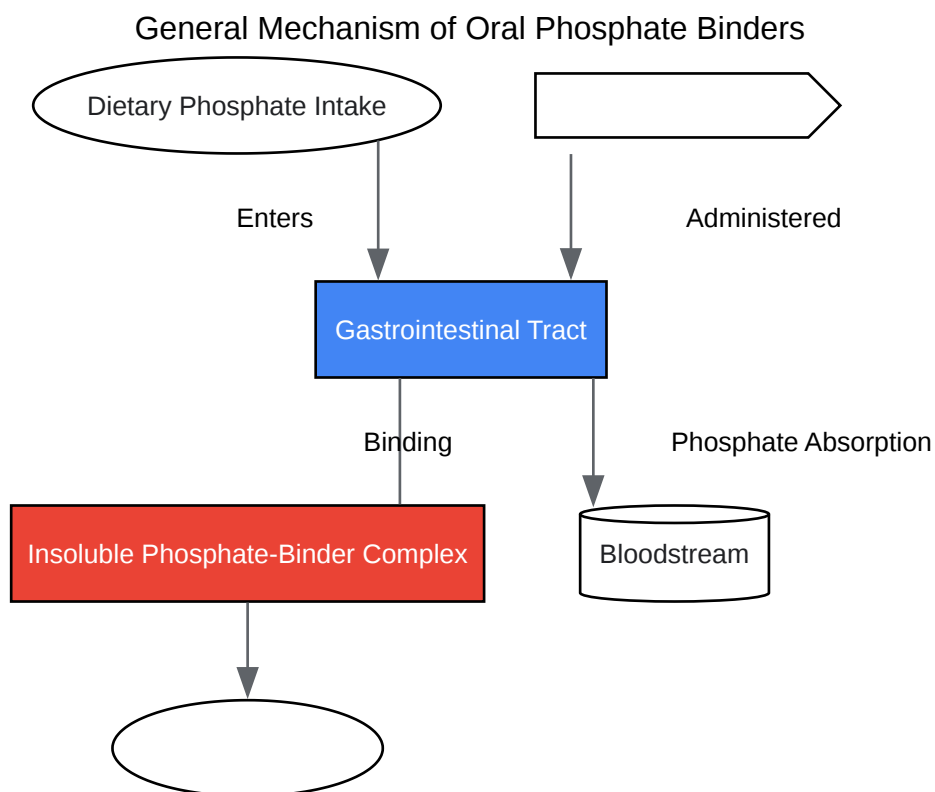 General Mechanism of Oral Phosphate Binders
Dietary Phosphate Intake
Enters
Administered
Gastrointestinal Tract
Binding
Phosphate Absorption
Insoluble Phosphate-Binder Complex
Bloodstream